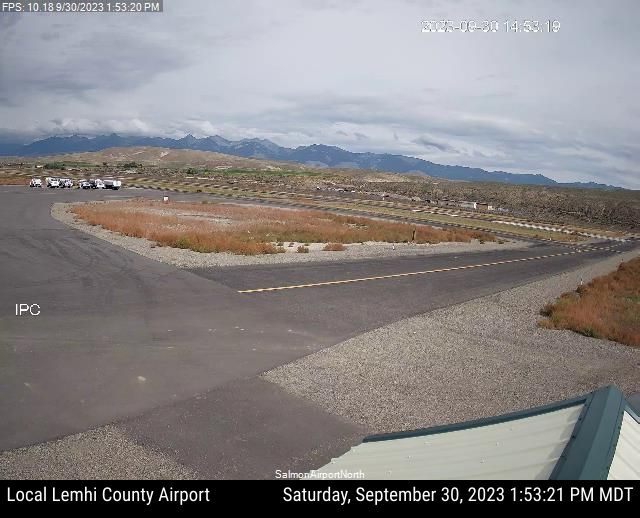 FPS: 10.18 9/30/2023 1:53:20 PM
2023-09-30 14:53:19
IPC
SalmonAirportNorth
Local Lemhi County Airport Saturday, September 30, 2023 1:53:21 PM MDT